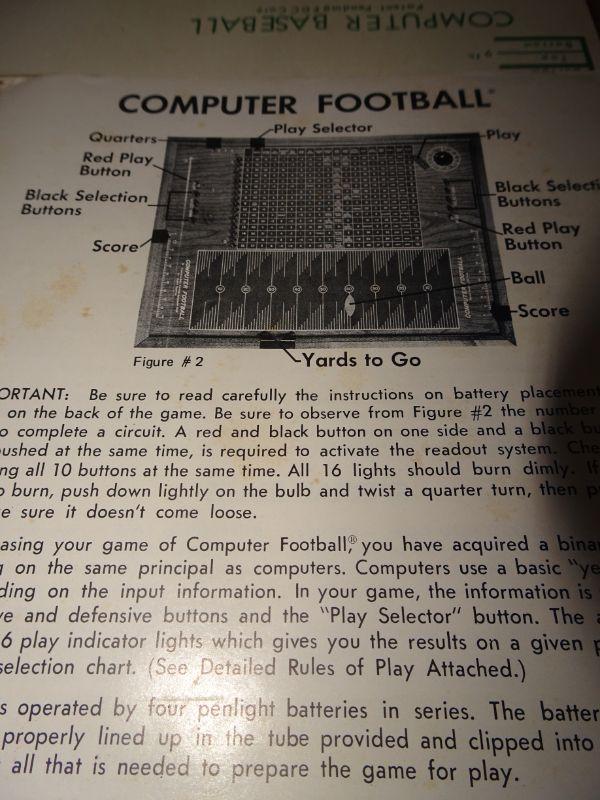 COMPUTER BASEBALL
Patent Pending
COMPUTER FOOTBALL
Quarters
Play Selector
Play
Red Play
Button
Black Selection
Buttons
Black Selecti
Buttons
Red Play
Button
Score
Ball
Score
COMPUTER FOOTBALL
Yards to Go
Figure #2
ORTANT: Be sure to read carefully the instructions on battery placement
on the back of the game. Be sure to observe from Figure #2 the number
o complete a circuit. A red and black button on one side and a black bu
ushed at the same time, is required to activate the readout system. Che
ng all 10 buttons at the same time. All 16 lights should burn dimly. If
o burn, push down lightly on the bulb and twist a quarter turn, then p
e sure it doesn't come loose.
asing your game of Computer Football,® you have acquired a bina
g on the same principal as computers. Computers use a basic "ye
ding on the input information. In your game, the information is
ve and defensive buttons and the "Play Selector" button. The a
6 play indicator lights which gives you the results on a given p
selection chart. (See Detailed Rules of Play Attached.)
s operated by four penlight batteries in series. The batter
properly lined up in the tube provided and clipped into
all that is needed to prepare the game for play.